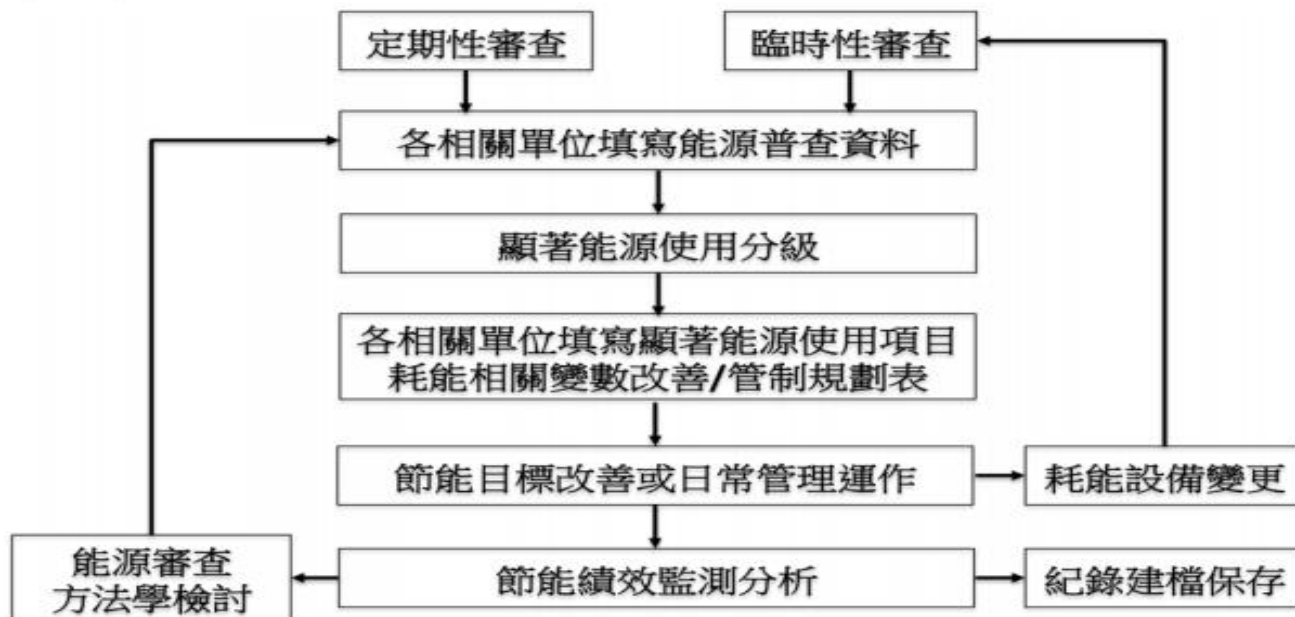 定期性審查
臨時性審查
各相關單位填寫能源普查資料
顯著能源使用分級
各相關單位填寫顯著能源使用項目
耗能相關變數改善/管制規劃表
節能目標改善或日常管理運作
耗能設備變更
能源審查
方法學檢討
節能績效監測分析
紀錄建檔保存